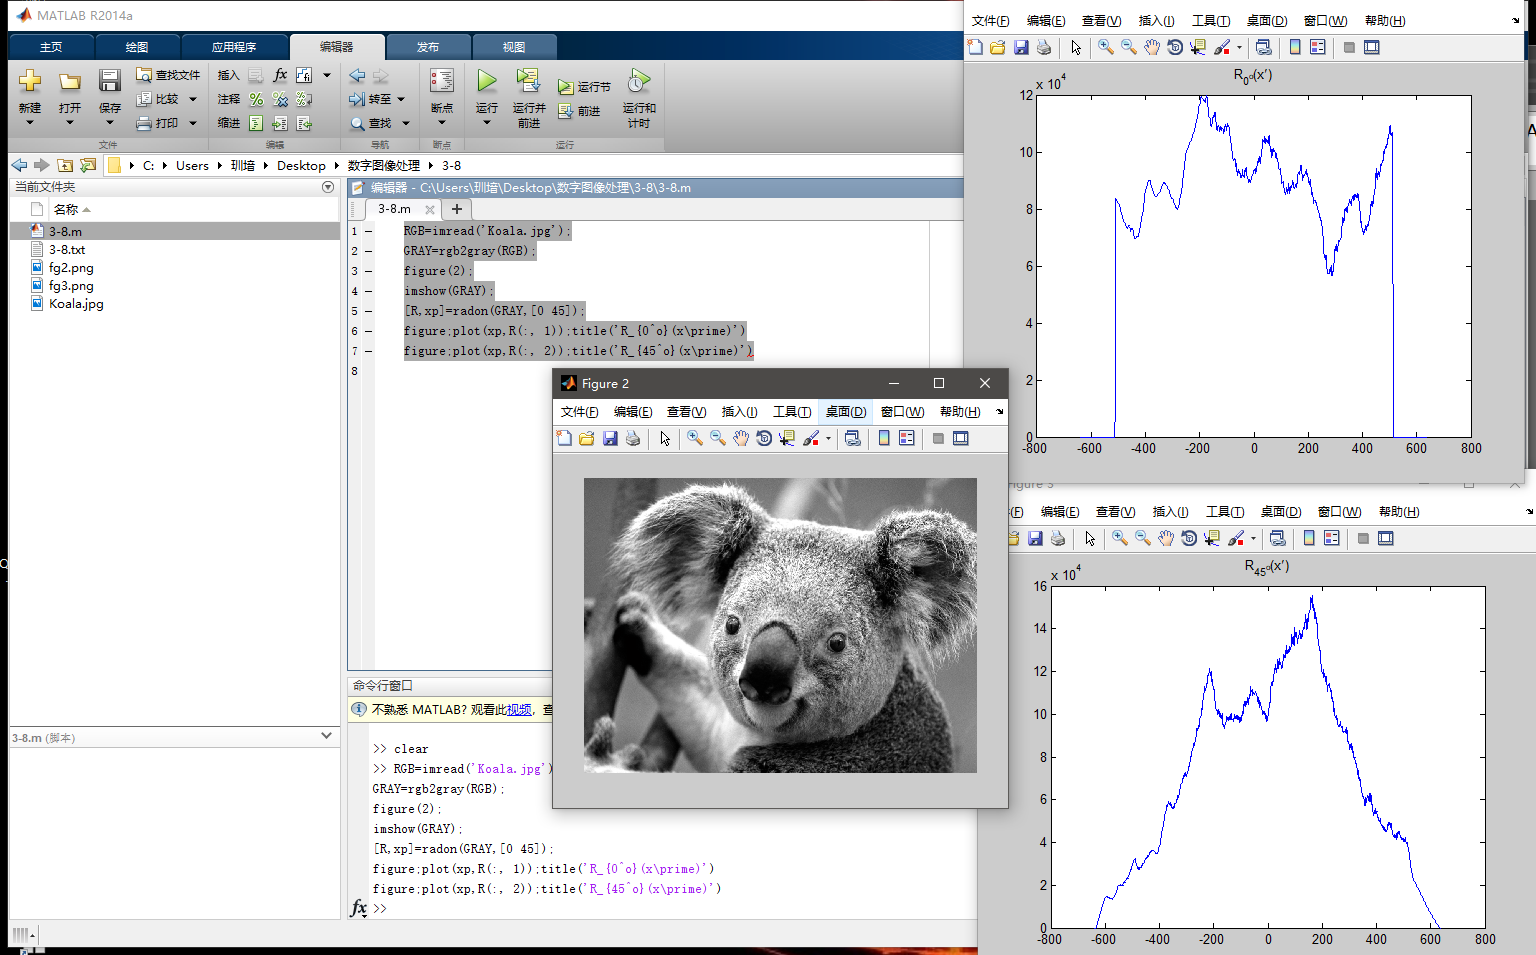 MATLAB R2014a
主页 绘图 应用程序 编辑器 发布 视图
新建 打开 保存 查找文件 比较 打印 文件
插入 fx fi
注释
缩进
编辑
转至 查找 导航
断点 断点
运行 运行并前进 运行节 前进 运行和计时 运行
C: Users 玥培 Desktop 数字图像处理 3-8
当前文件夹
名称
3-8.m
3-8.txt
fg2.png
fg3.png
Koala.jpg
3-8.m (脚本)
编辑器 - C:\Users\玥培\Desktop\数字图像处理\3-8\3-8.m
3-8.m +
1 – RGB=imread('Koala.jpg');
2 – GRAY=rgb2gray(RGB);
3 – figure(2);
4 – imshow(GRAY);
5 – [R,xp]=radon(GRAY,[0 45]);
6 – figure;plot(xp,R(:, 1));title('R_{0^o}(x\prime)')
7 – figure;plot(xp,R(:, 2));title('R_{45^o}(x\prime)')
8
命令行窗口
不熟悉 MATLAB? 观看此视频, 查
>> clear
>> RGB=imread('Koala.jpg')
GRAY=rgb2gray(RGB);
figure(2);
imshow(GRAY);
[R,xp]=radon(GRAY,[0 45]);
figure;plot(xp,R(:, 1));title('R_{0^o}(x\prime)')
figure;plot(xp,R(:, 2));title('R_{45^o}(x\prime)')
fx >>
Figure 2
文件(F) 编辑(E) 查看(V) 插入(I) 工具(T) 桌面(D) 窗口(W) 帮助(H)
文件(F) 编辑(E) 查看(V) 插入(I) 工具(T) 桌面(D) 窗口(W) 帮助(H)
R0o(x′)
x 10^4
12
10
8
6
4
2
0
-800 -600 -400 -200 0 200 400 600 800
Figure 3
件(F) 编辑(E) 查看(V) 插入(I) 工具(T) 桌面(D) 窗口(W) 帮助(H)
R45o(x′)
x 10^4
16
14
12
10
8
6
4
2
0
-800 -600 -400 -200 0 200 400 600 800